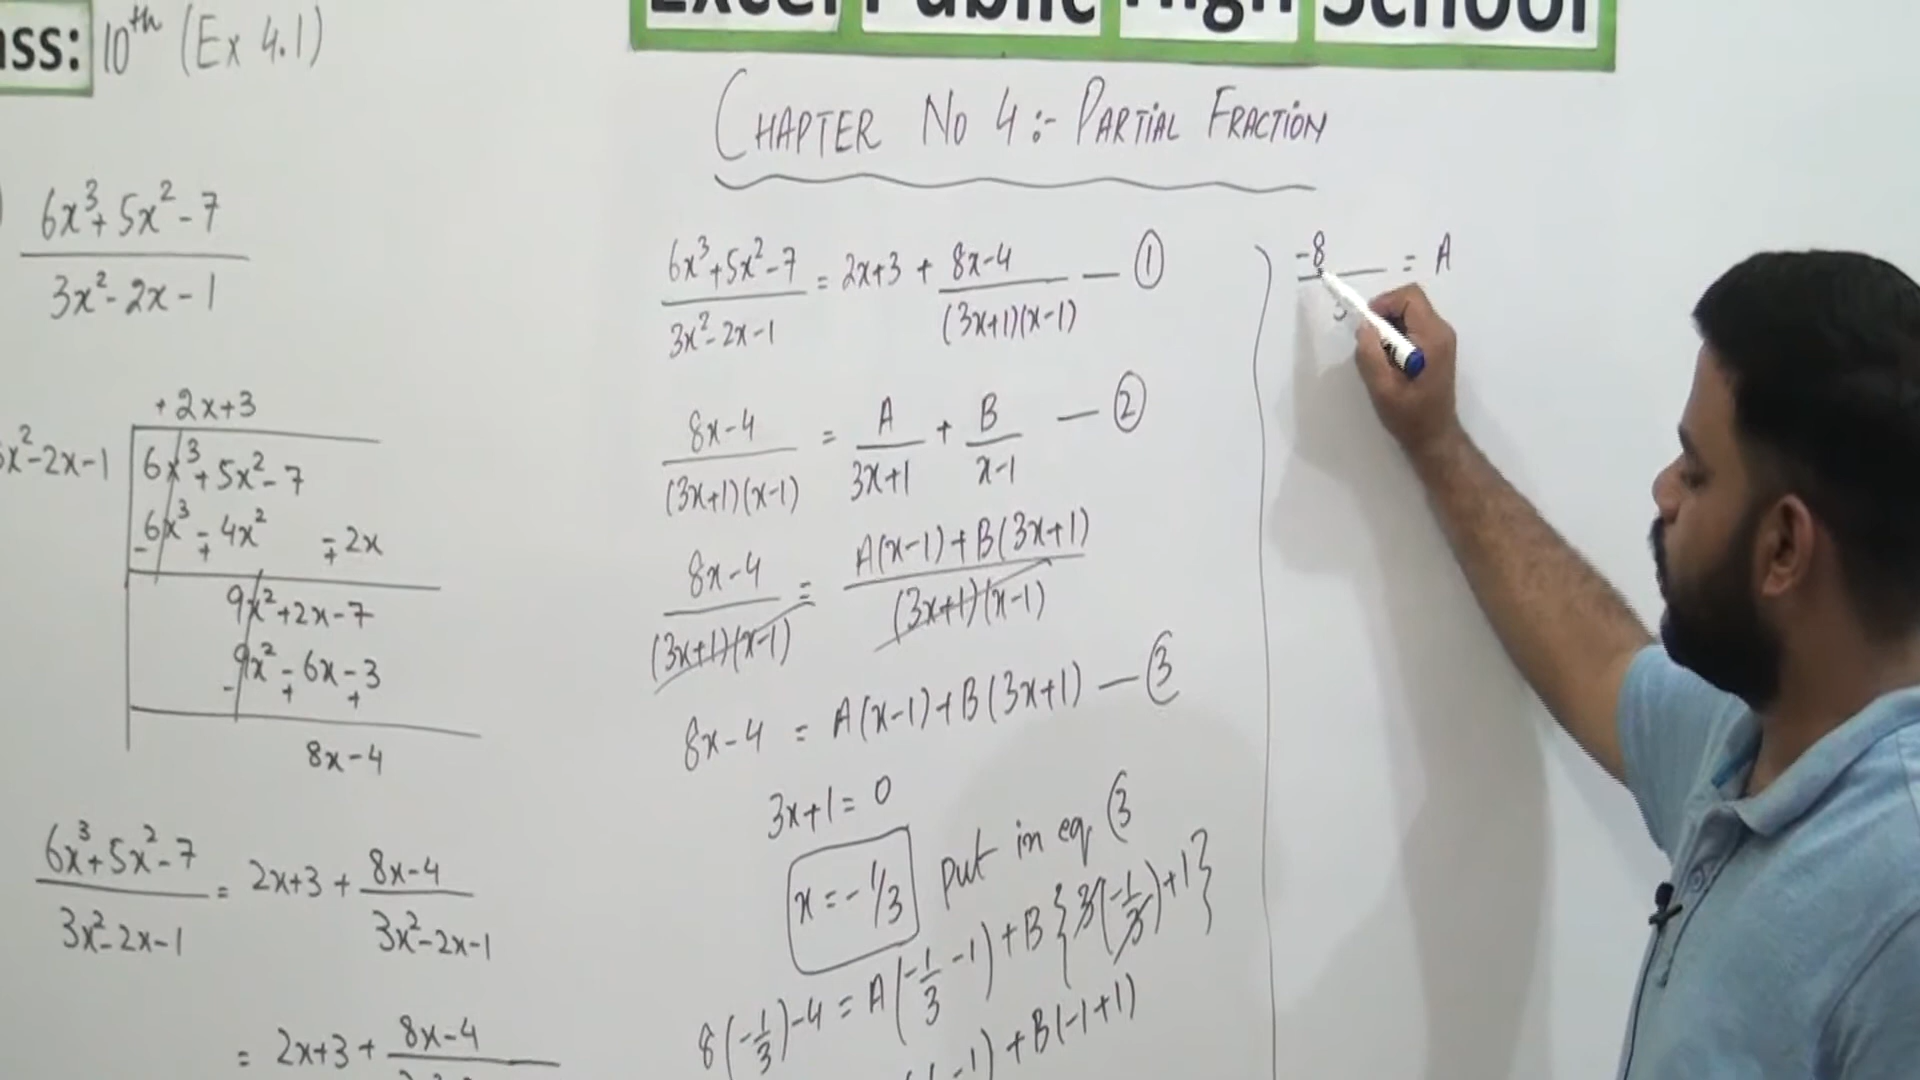 Excel Public High School
ss: 10th (Ex 4.1)
CHAPTER No 4:- PARTIAL FRACTION
6x³+5x²-7
3x²-2x-1
+2x+3
x²-2x-1
6x³+5x²-7
6x³-4x² -2x
- + +
9x²+2x-7
9x²-6x-3
- + +
8x-4
6x³+5x²-7 / 3x²-2x-1 = 2x+3 + 8x-4 / 3x²-2x-1
= 2x+3 + 8x-4
6x³+5x²-7 / 3x²-2x-1 = 2x+3 + 8x-4 / (3x+1)(x-1) — ①
8x-4 / (3x+1)(x-1) = A / 3x+1 + B / x-1 — ②
8x-4 / (3x+1)(x-1) = A(x-1)+B(3x+1) / (3x+1)(x-1)
8x-4 = A(x-1)+B(3x+1) — ③
3x+1=0
x=-1/3 put in eq ③
8(-1/3)-4 = A(-1/3-1)+B{3(-1/3)+1}
-1)+B(-1+1)
-8 / 3 = A